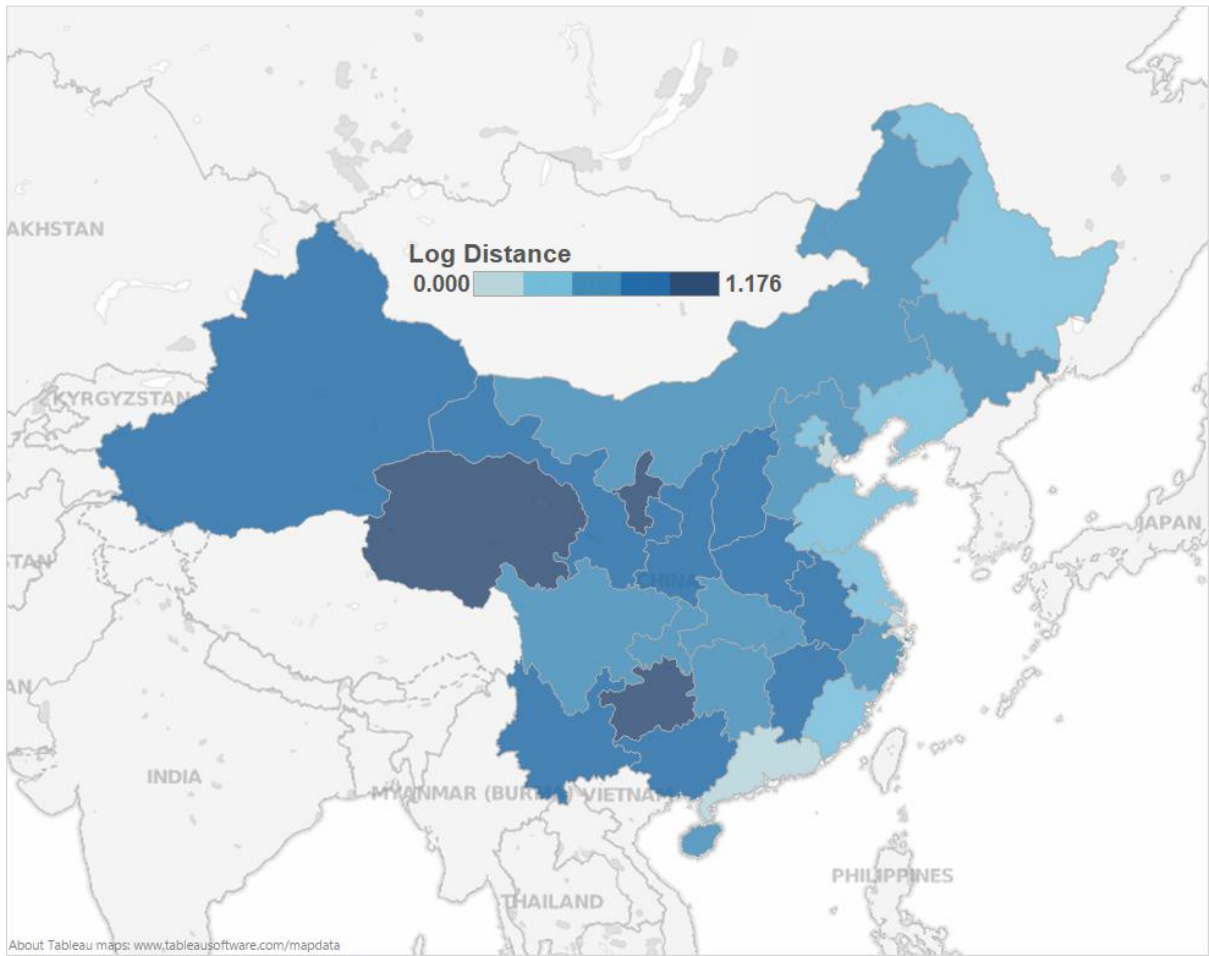 AKHSTAN
Log Distance
0.000 1.176
KYRGYZSTAN
JAPAN
STAN
CHINA
AN
INDIA
MYANMAR (BURMA) VIETNAM
PHILIPPINES
THAILAND
About Tableau maps: www.tableausoftware.com/mapdata